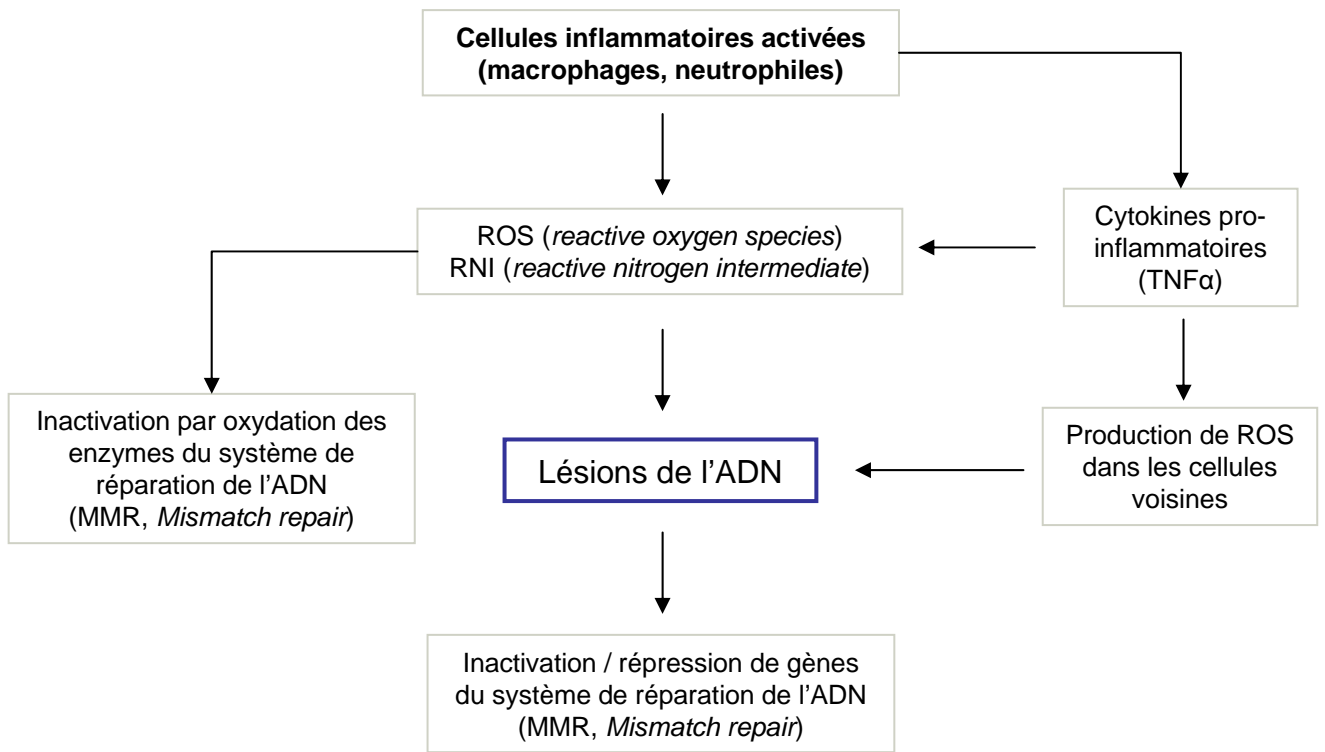 Cellules inflammatoires activées
(macrophages, neutrophiles)
ROS (reactive oxygen species)
RNI (reactive nitrogen intermediate)
Cytokines pro-
inflammatoires
(TNFα)
Inactivation par oxydation des
enzymes du système de
réparation de l’ADN
(MMR, Mismatch repair)
Lésions de l’ADN
Production de ROS
dans les cellules
voisines
Inactivation / répression de gènes
du système de réparation de l’ADN
(MMR, Mismatch repair)